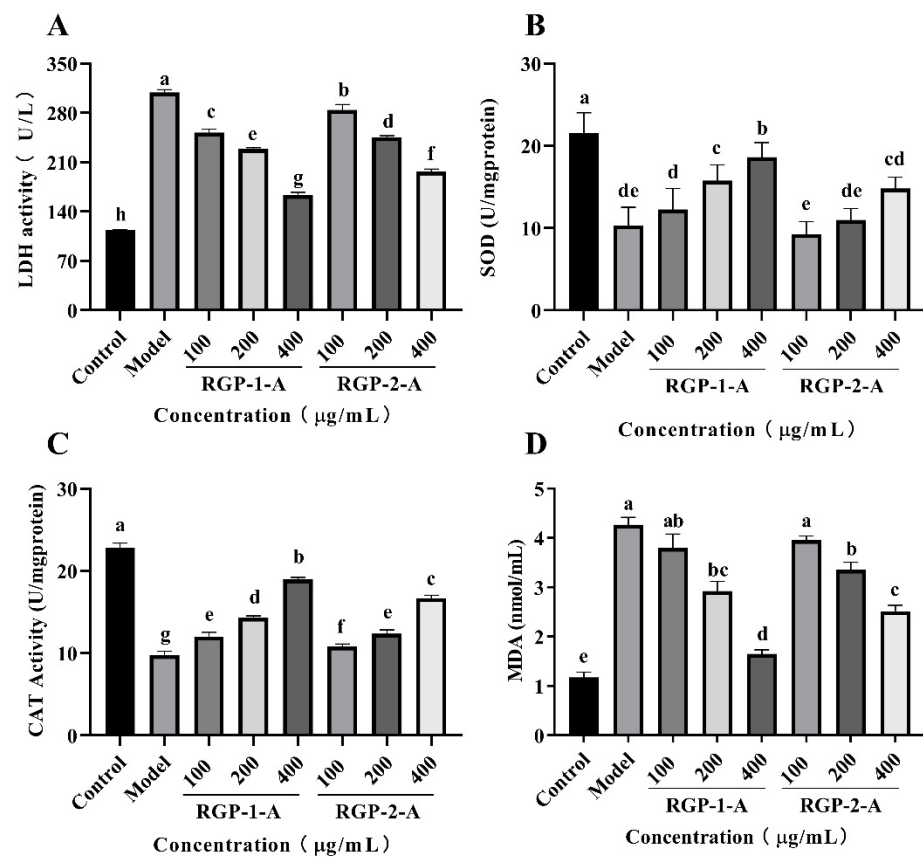 A
LDH activity（ U/L）
350
280
210
140
70
0
h
a
c
e
g
b
d
f
Control
Model
100
200
400
100
200
400
RGP-1-A
RGP-2-A
Concentration（ μg/mL）
B
SOD (U/mgprotein)
30
20
10
0
a
de
d
c
b
e
de
cd
Control
Model
100
200
400
100
200
400
RGP-1-A
RGP-2-A
Concentration（ μg/mL）
C
CAT Activity (U/mgprotein)
30
20
10
0
a
g
e
d
b
f
e
c
Control
Model
100
200
400
100
200
400
RGP-1-A
RGP-2-A
Concentration（ μg/mL）
D
MDA (nmol/mL)
5
4
3
2
1
0
e
a
ab
bc
d
a
b
c
Control
Model
100
200
400
100
200
400
RGP-1-A
RGP-2-A
Concentration（ μg/mL）